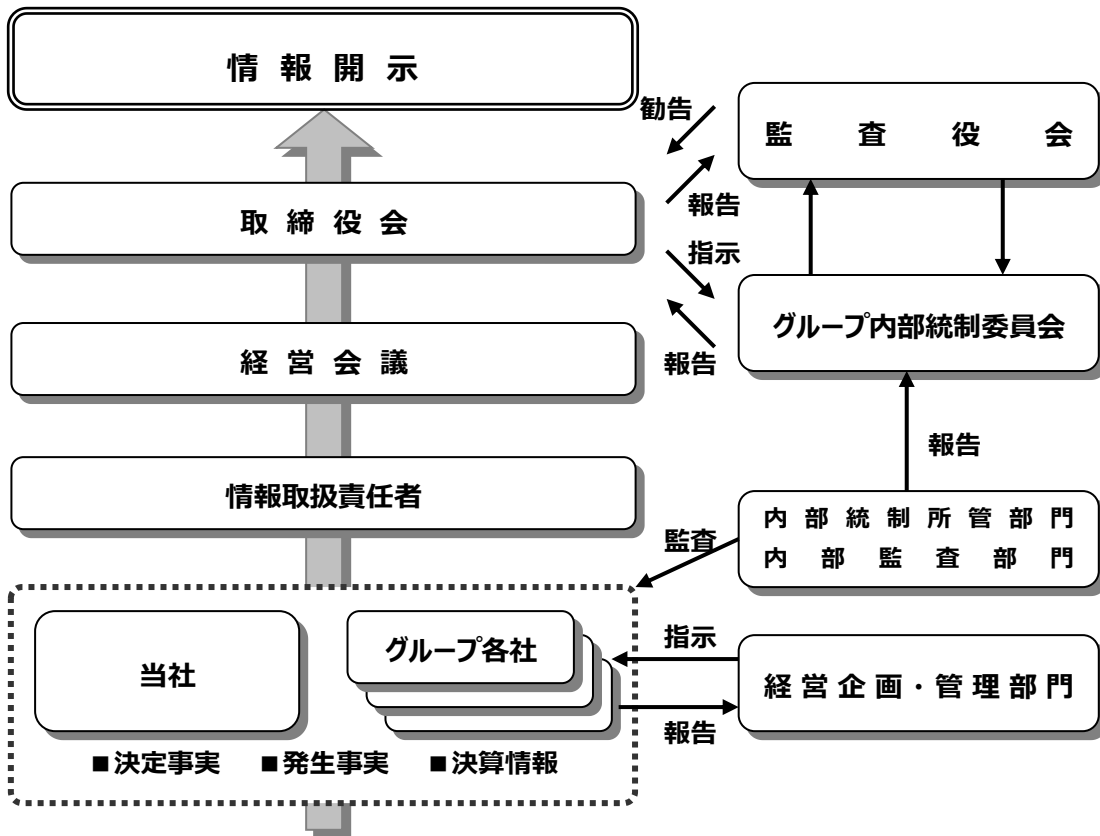 情報開示
勧告
監査役会
取締役会
報告
指示
グループ内部統制委員会
経営会議
報告
報告
情報取扱責任者
内部統制所管部門
内部監査部門
監査
グループ各社
当社
指示
経営企画・管理部門
報告
■決定事実 ■発生事実 ■決算情報